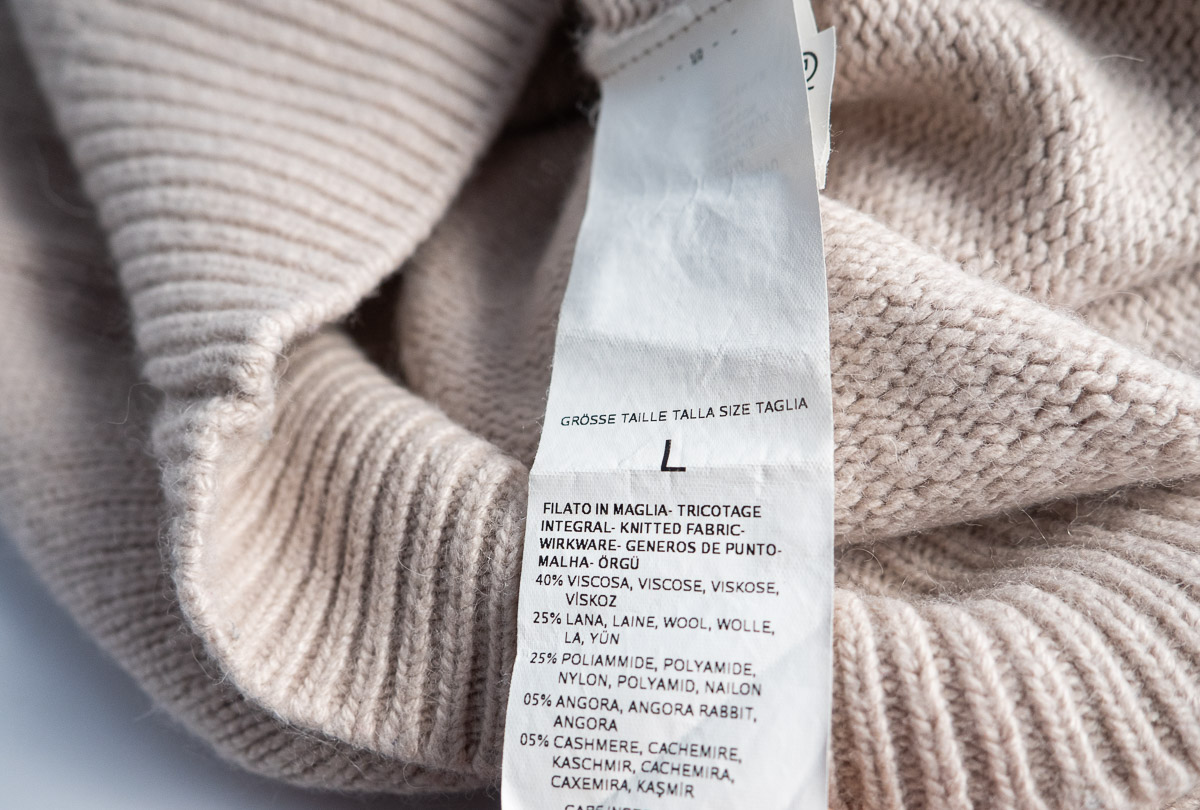 GRÖSSE TAILLE TALLA SIZE TAGLIA
L
FILATO IN MAGLIA- TRICOTAGE
INTEGRAL- KNITTED FABRIC-
WIRKWARE- GENEROS DE PUNTO-
MALHA- ÖRGÜ
40% VISCOSA, VISCOSE, VISKOSE,
VİSKOZ
25% LANA, LAINE, WOOL, WOLLE,
LA, YÜN
25% POLIAMMIDE, POLYAMIDE,
NYLON, POLYAMID, NAILON
05% ANGORA, ANGORA RABBIT,
ANGORA
05% CASHMERE, CACHEMIRE,
KASCHMIR, CACHEMIRA,
CAXEMIRA, KAŞMİR